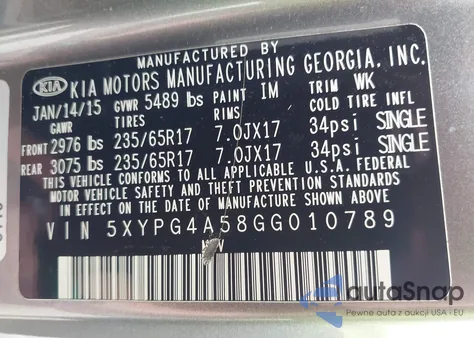 MANUFACTURED BY
KIA KIA MOTORS MANUFACTURING GEORGIA, INC.
JAN/14/15 GVWR 5489 lbs PAINT IM TRIM WK
GAWR TIRES RIMS COLD TIRE INFL
FRONT 2976 lbs 235/65R17 7.0JX17 34psi SINGLE
REAR 3075 lbs 235/65R17 7.0JX17 34psi SINGLE
THIS VEHICLE CONFORMS TO ALL APPLICABLE U.S.A. FEDERAL
MOTOR VEHICLE SAFETY AND THEFT PREVENTION STANDARDS
IN EFFECT ON THE DATE OF MANUFACTURE SHOWN ABOVE.
VIN 5XYPG4A58GG010789
autaSnap
Pewne auta z aukcji USA i EU